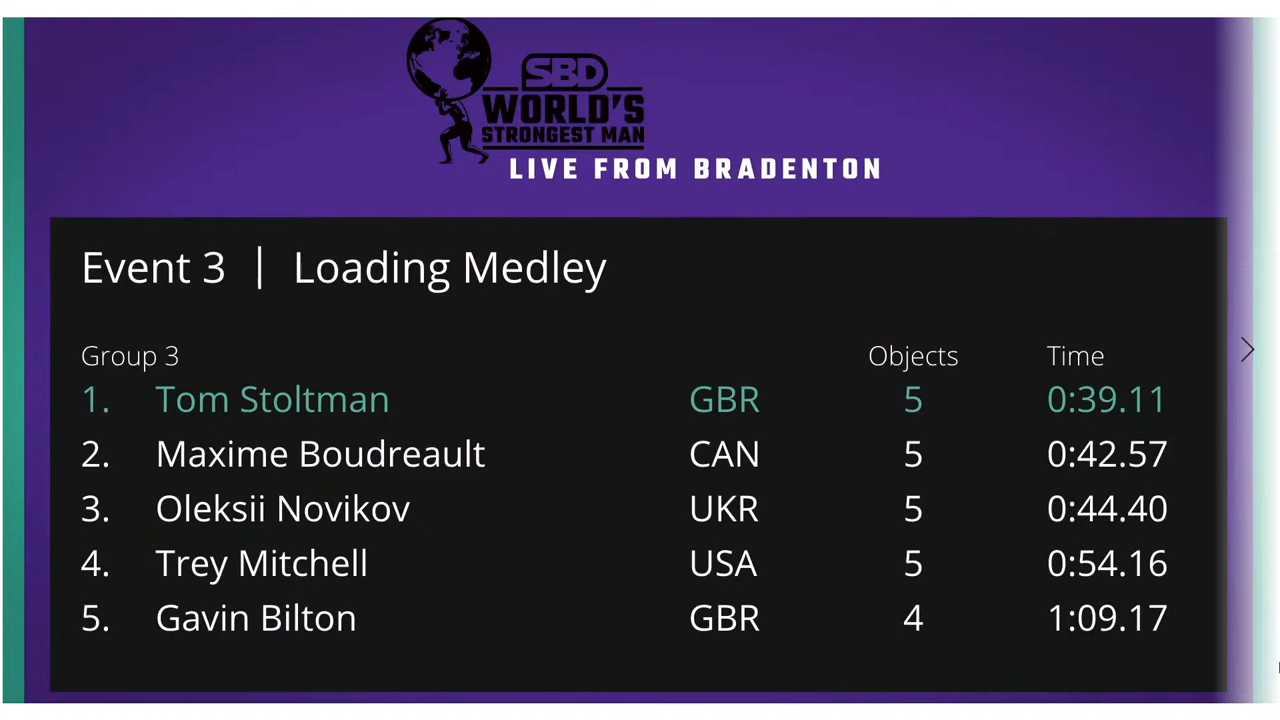 SBD
WORLD'S
STRONGEST MAN
LIVE FROM BRADENTON
Event 3 | Loading Medley
Group 3 Objects Time
1. Tom Stoltman GBR 5 0:39.11
2. Maxime Boudreault CAN 5 0:42.57
3. Oleksii Novikov UKR 5 0:44.40
4. Trey Mitchell USA 5 0:54.16
5. Gavin Bilton GBR 4 1:09.17